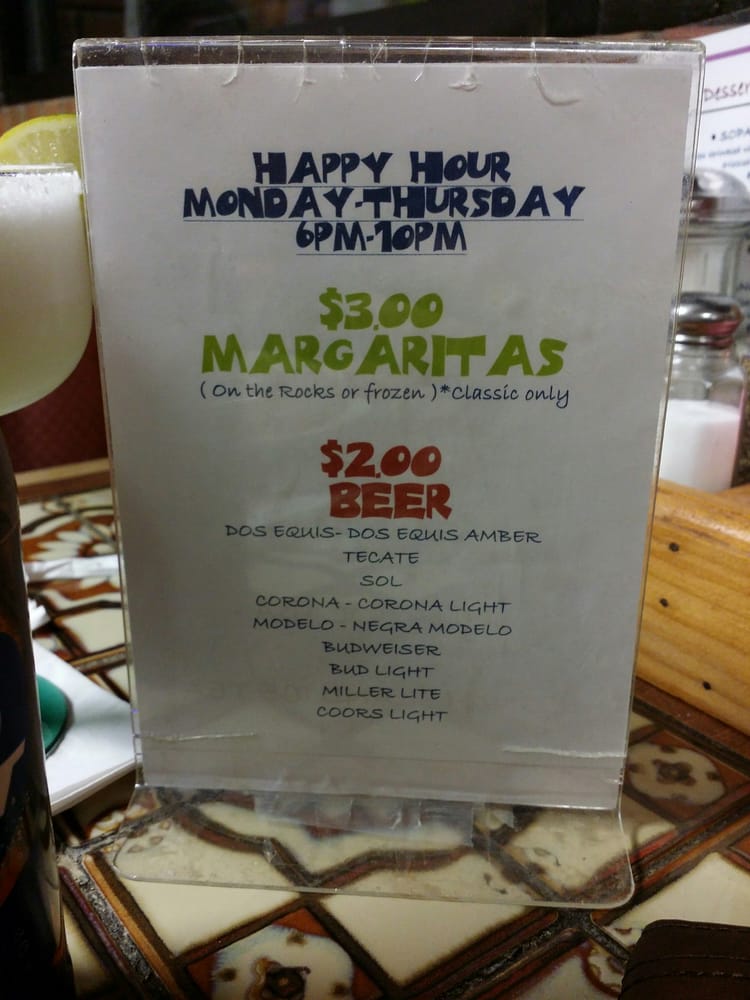 HAPPY HOUR
MONDAY-THURSDAY
6PM-10PM
$3.00
MARGARITAS
( On the Rocks or frozen )*Classic only
$2.00
BEER
DOS EQUIS- DOS EQUIS AMBER
TECATE
SOL
CORONA - CORONA LIGHT
MODELO - NEGRA MODELO
BUDWEISER
BUD LIGHT
MILLER LITE
COORS LIGHT